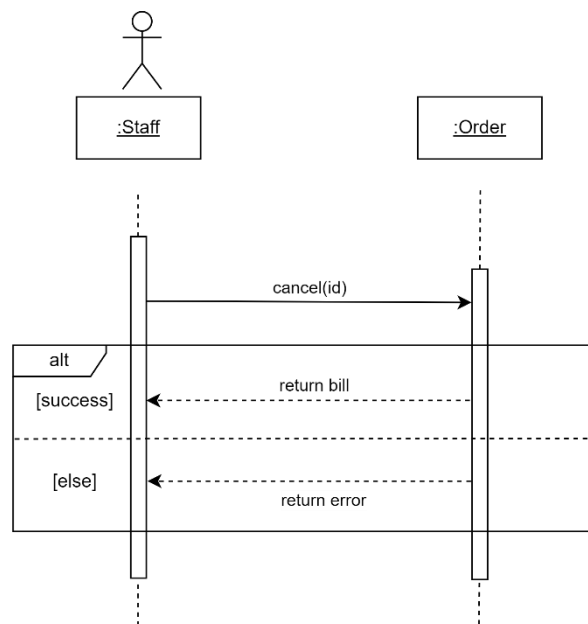 :Staff
:Order
cancel(id)
alt
[success]
return bill
[else]
return error